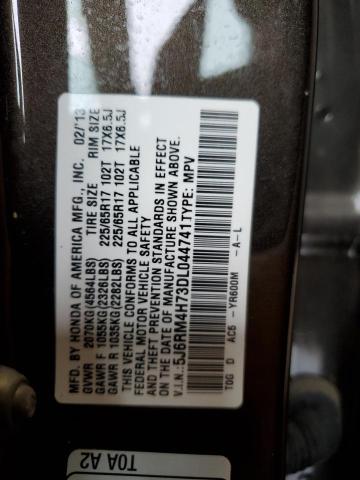 MFD. BY HONDA OF AMERICA MFG., INC. 02/13
TIRE SIZE RIM SIZE
GVWR 2070KG(4564LBS)
GAWR F 1055KG(2326LBS) 225/65R17 102T 17X6.5J
GAWR R 1035KG(2282LBS) 225/65R17 102T 17X6.5J
THIS VEHICLE CONFORMS TO ALL APPLICABLE
FEDERAL MOTOR VEHICLE SAFETY
AND THEFT PREVENTION STANDARDS IN EFFECT
ON THE DATE OF MANUFACTURE SHOWN ABOVE.
V.I.N.: 5J6RM4H73DL044741 TYPE: MPV
TOG D AC5 - YR600M - A - L
TOA A2